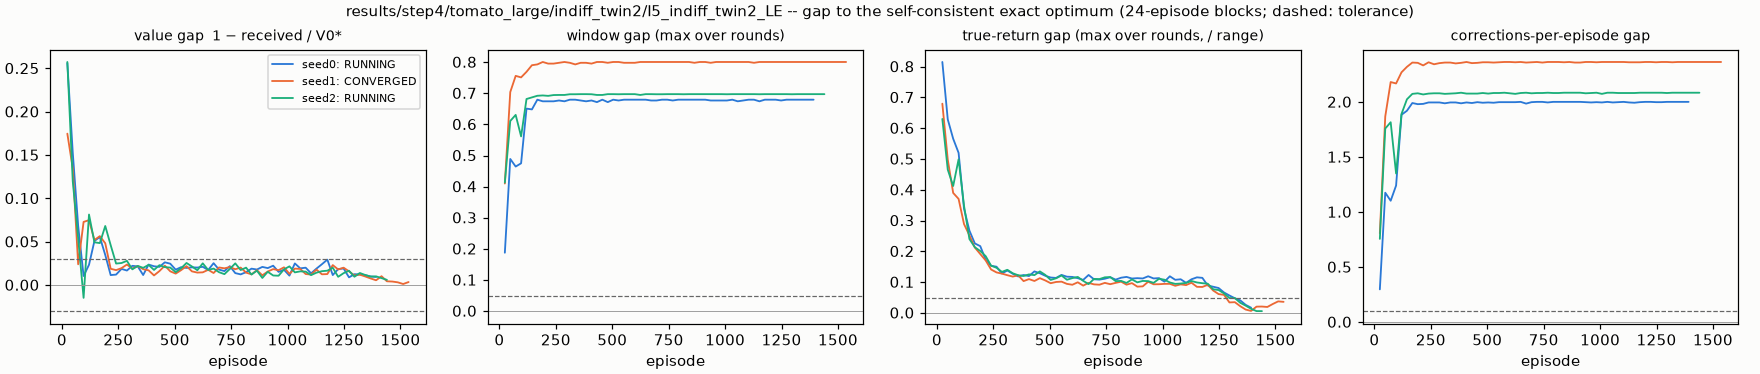 results/step4/tomato_large/indiff_twin2/l5_indiff_twin2_LE -- gap to the self-consistent exact optimum (24-episode blocks; dashed: tolerance)
value gap 1 − received / V0*
0.25
0.20
0.15
0.10
0.05
0.00
seed0: RUNNING
seed1: CONVERGED
seed2: RUNNING
0 250 500 750 1000 1250 1500
episode
window gap (max over rounds)
0.8
0.7
0.6
0.5
0.4
0.3
0.2
0.1
0.0
0 250 500 750 1000 1250 1500
episode
true-return gap (max over rounds, / range)
0.8
0.7
0.6
0.5
0.4
0.3
0.2
0.1
0.0
0 250 500 750 1000 1250 1500
episode
corrections-per-episode gap
2.0
1.5
1.0
0.5
0.0
0 250 500 750 1000 1250 1500
episode